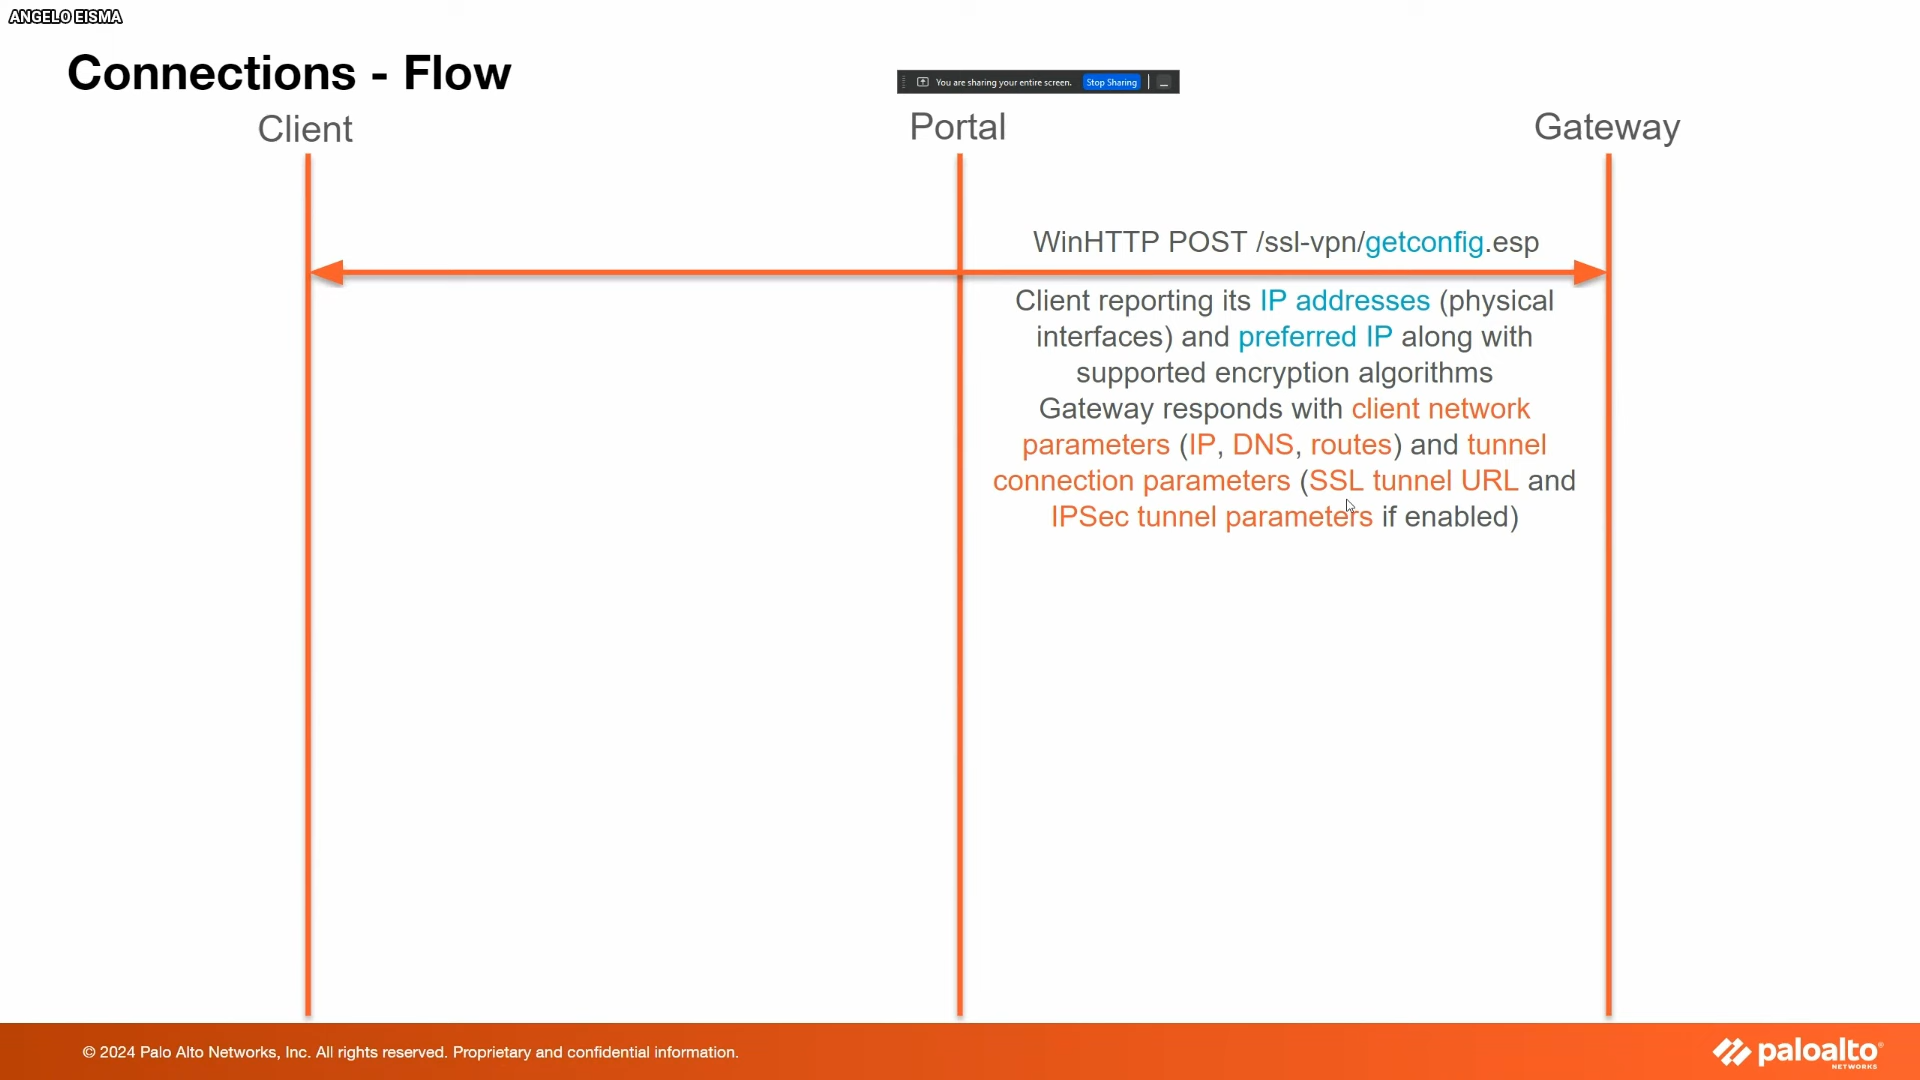 ANGELO EISMA
Connections - Flow
You are sharing your entire screen. Stop Sharing
Client
Portal
Gateway
WinHTTP POST /ssl-vpn/getconfig.esp
Client reporting its IP addresses (physical
interfaces) and preferred IP along with
supported encryption algorithms
Gateway responds with client network
parameters (IP, DNS, routes) and tunnel
connection parameters (SSL tunnel URL and
IPSec tunnel parameters if enabled)
© 2024 Palo Alto Networks, Inc. All rights reserved. Proprietary and confidential information.
paloalto®
NETWORKS